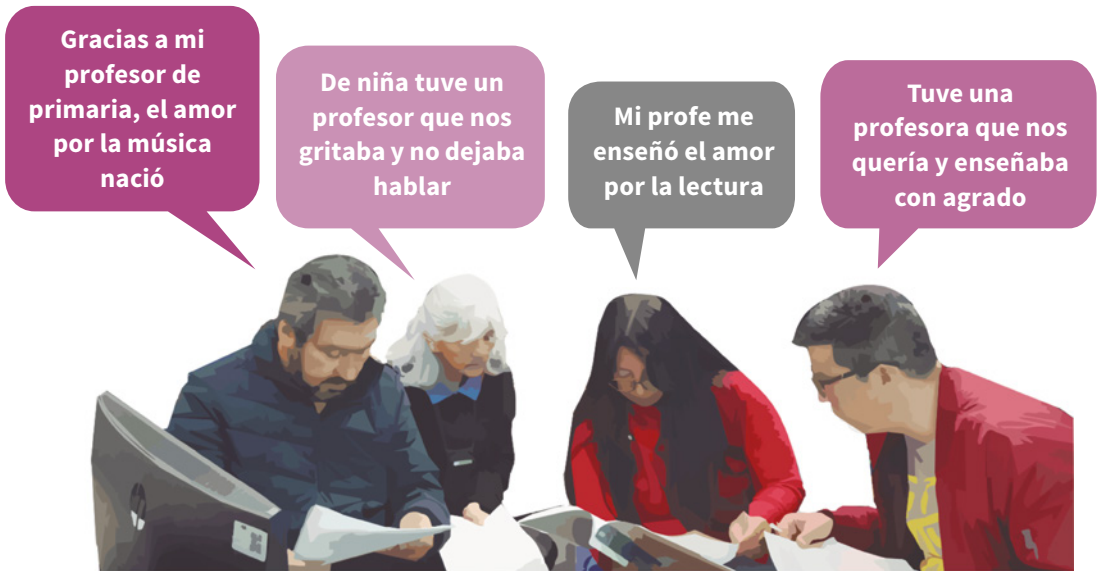 Gracias a mi
profesor de
primaria, el amor
por la música
nació
De niña tuve un
profesor que nos
gritaba y no dejaba
hablar
Mi profe me
enseñó el amor
por la lectura
Tuve una
profesora que nos
quería y enseñaba
con agrado